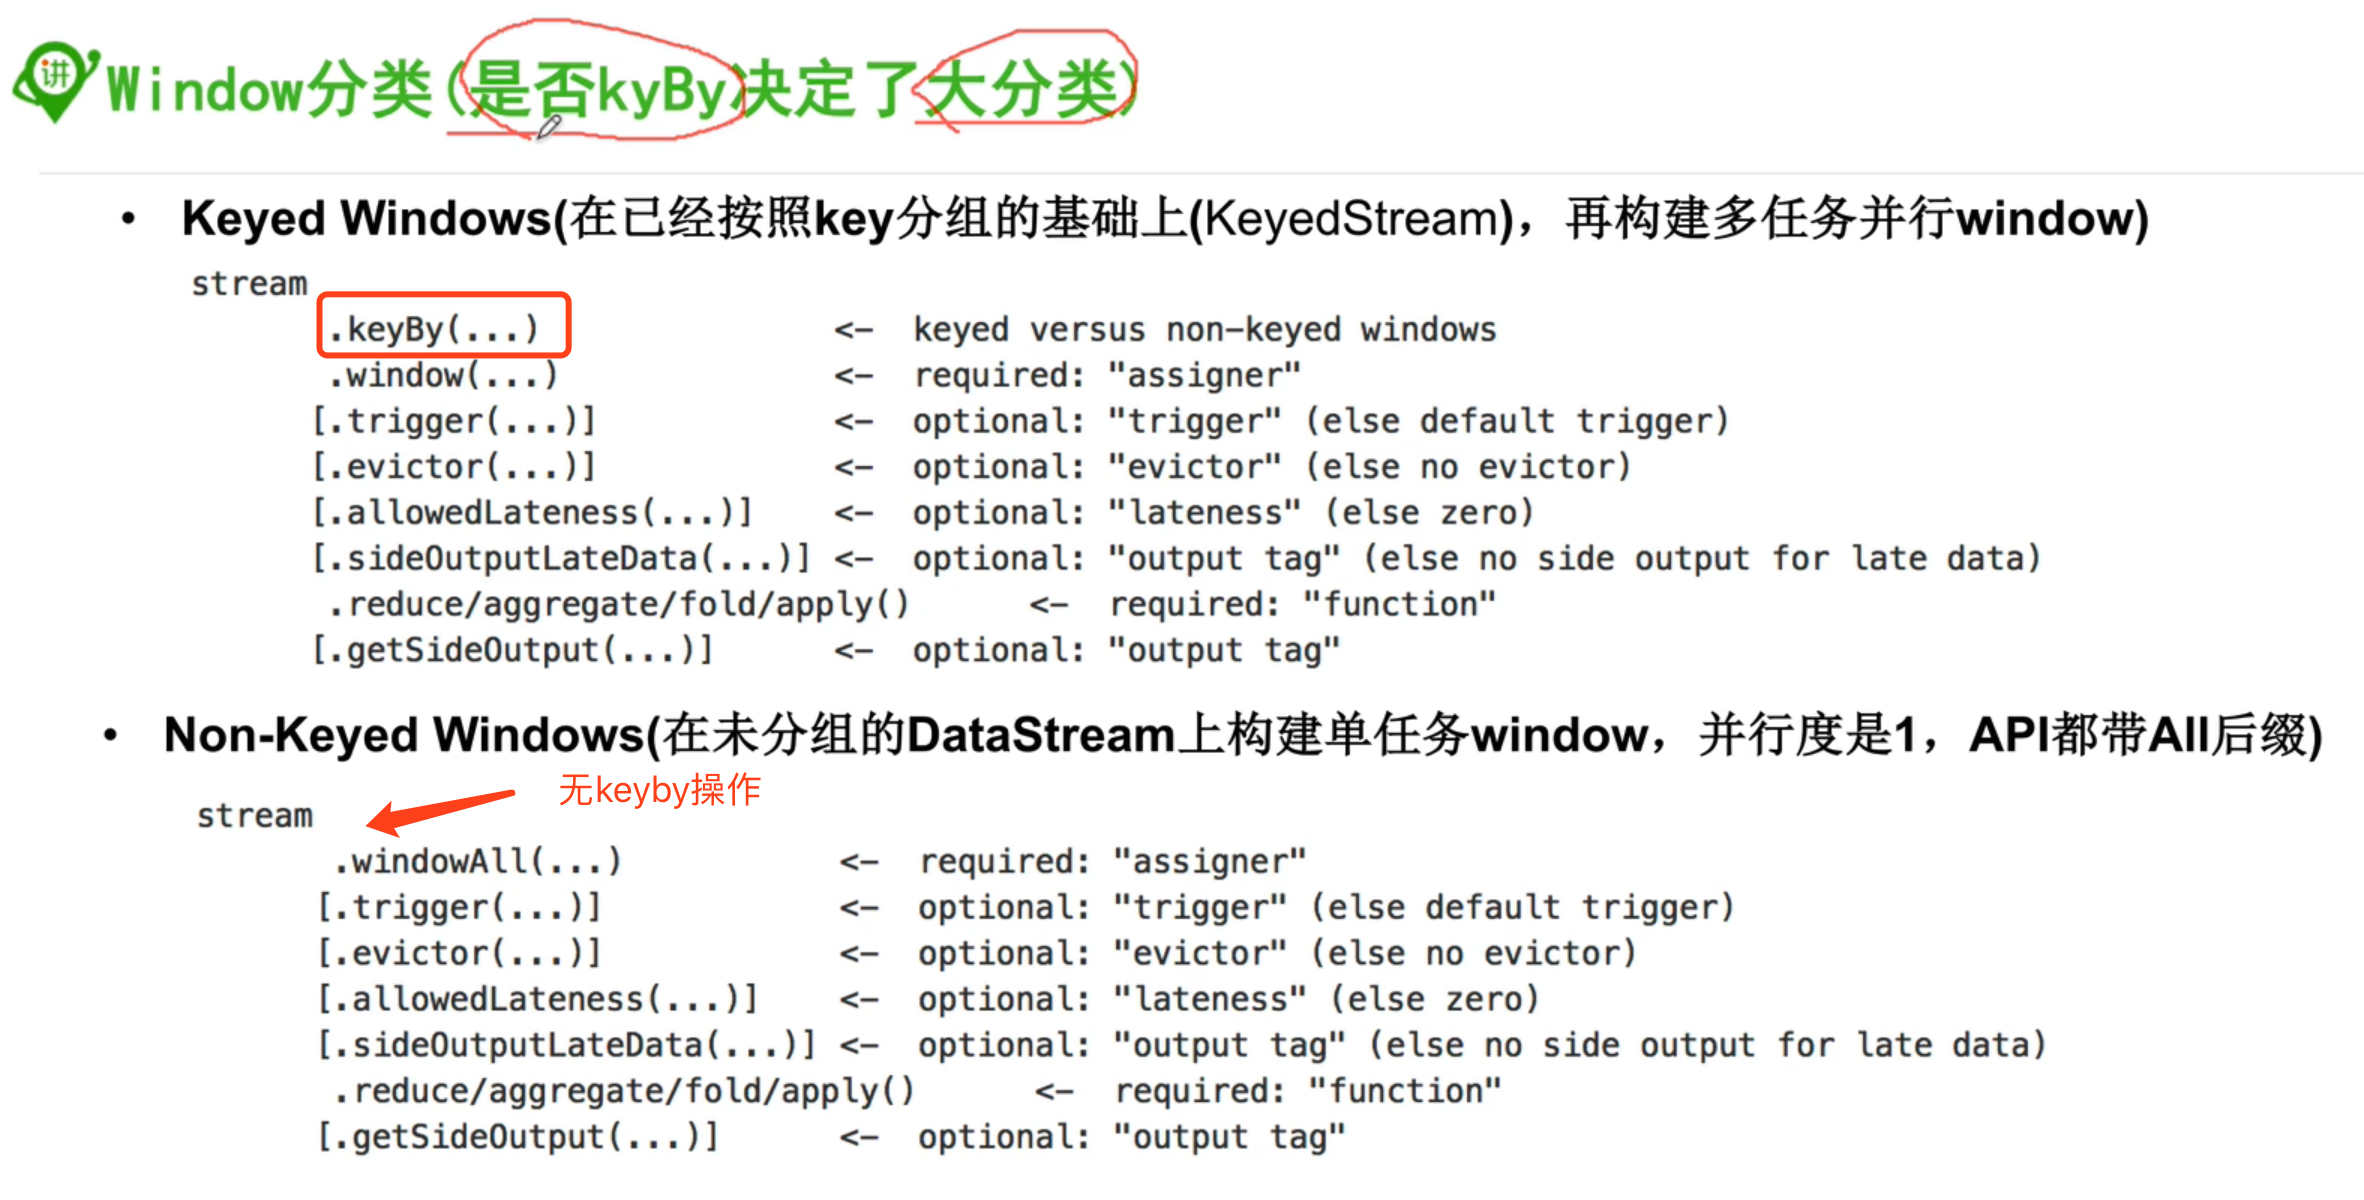 讲
Window分类(是否kyBy决定了大分类)
• Keyed Windows(在已经按照key分组的基础上(KeyedStream)，再构建多任务并行window)
stream
.keyBy(...) <- keyed versus non-keyed windows
.window(...) <- required: "assigner"
[.trigger(...)] <- optional: "trigger" (else default trigger)
[.evictor(...)] <- optional: "evictor" (else no evictor)
[.allowedLateness(...)] <- optional: "lateness" (else zero)
[.sideOutputLateData(...)] <- optional: "output tag" (else no side output for late data)
.reduce/aggregate/fold/apply() <- required: "function"
[.getSideOutput(...)] <- optional: "output tag"
• Non-Keyed Windows(在未分组的DataStream上构建单任务window，并行度是1，API都带All后缀)
无keyby操作
stream
.windowAll(...) <- required: "assigner"
[.trigger(...)] <- optional: "trigger" (else default trigger)
[.evictor(...)] <- optional: "evictor" (else no evictor)
[.allowedLateness(...)] <- optional: "lateness" (else zero)
[.sideOutputLateData(...)] <- optional: "output tag" (else no side output for late data)
.reduce/aggregate/fold/apply() <- required: "function"
[.getSideOutput(...)] <- optional: "output tag"